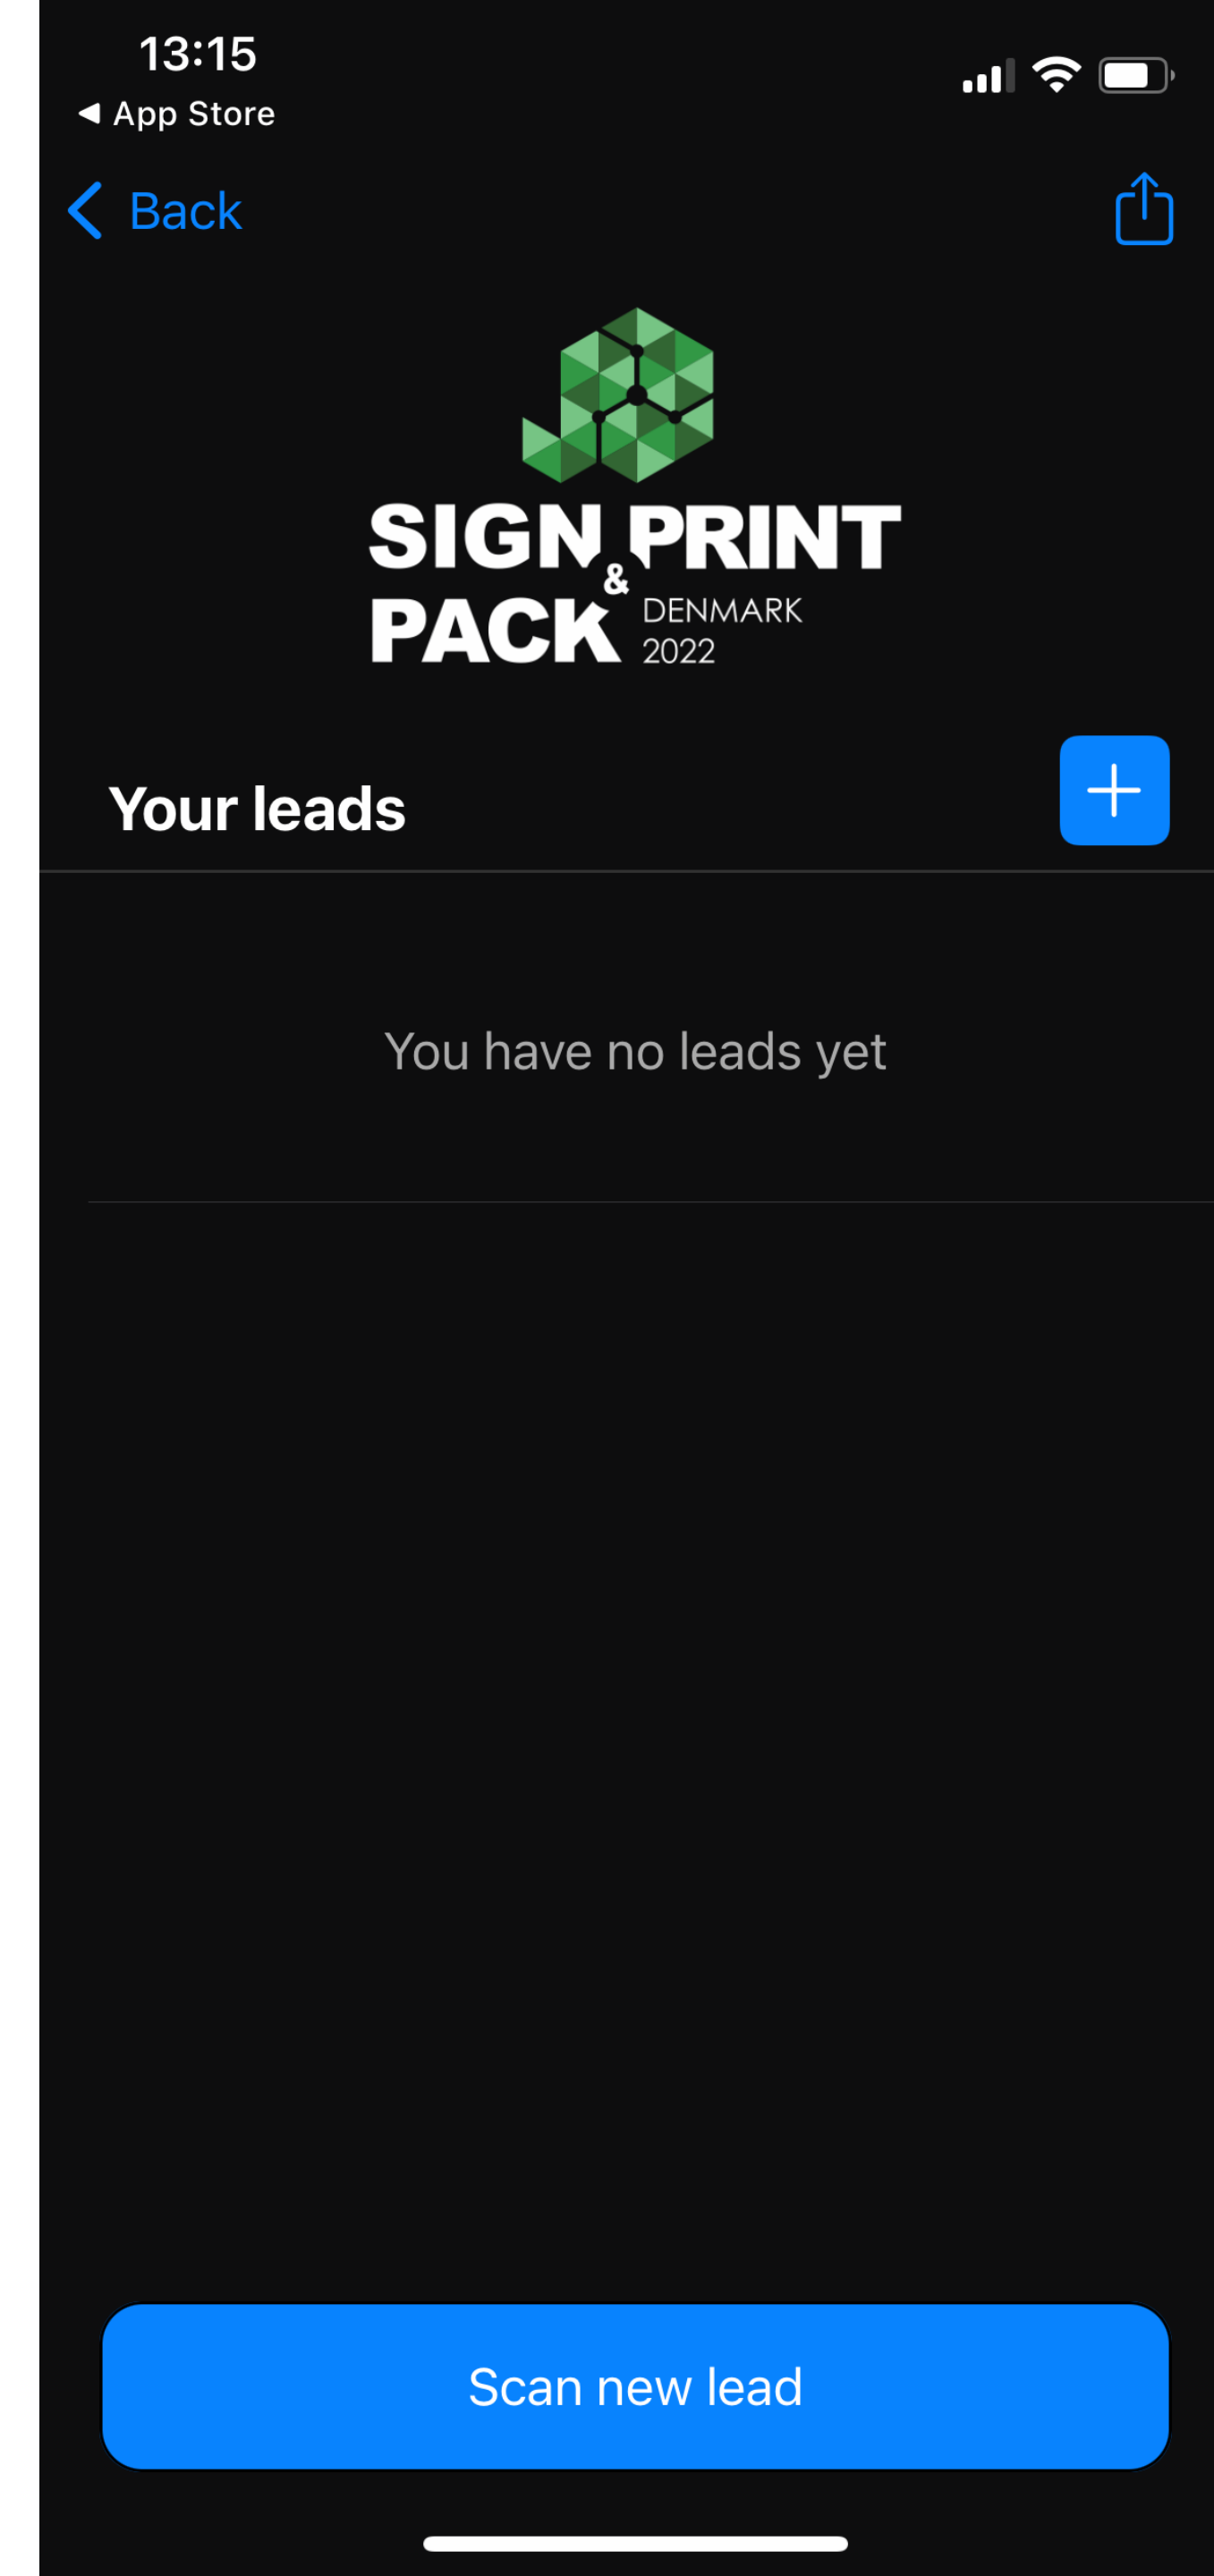 13:15
App Store
Back
SIGN & PRINT
PACK DENMARK
2022
Your leads
You have no leads yet
Scan new lead